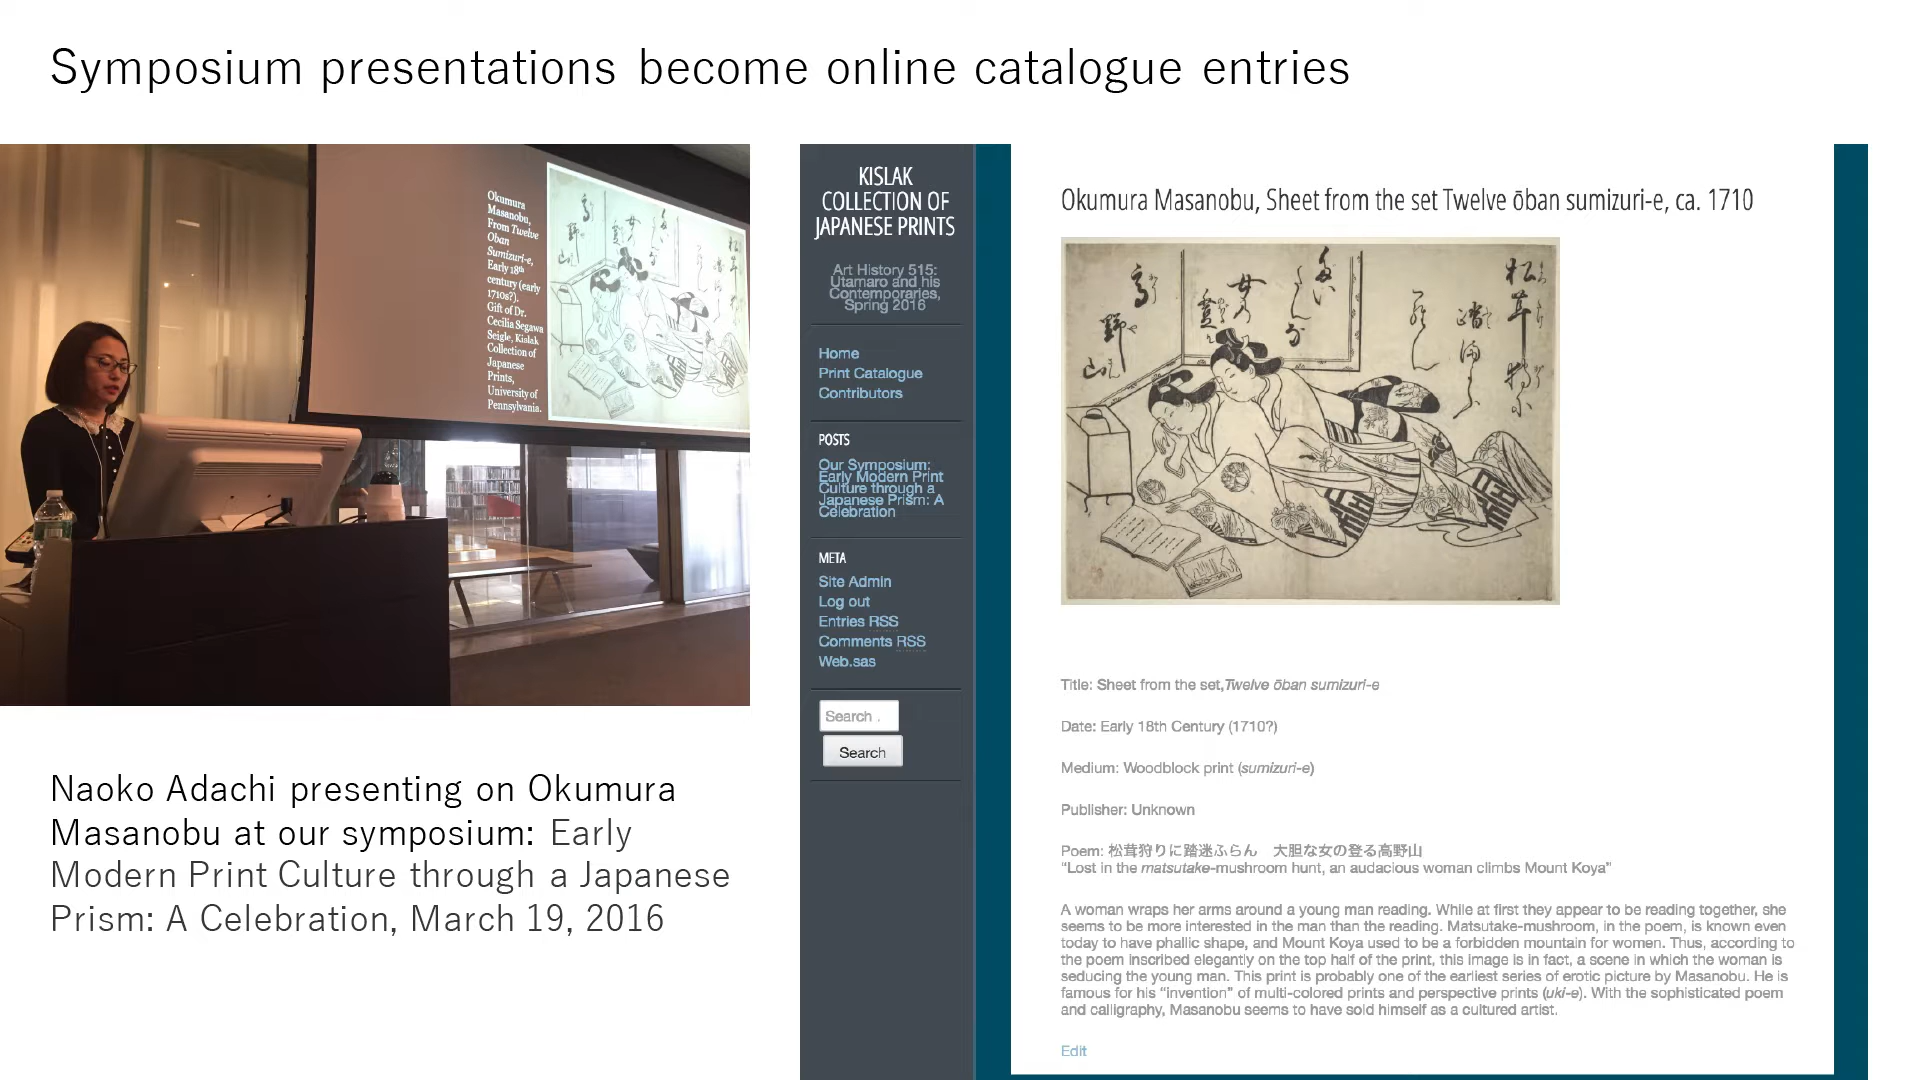 Symposium presentations become online catalogue entries
Okumura
Masanobu,
From Twelve
Oban
Sumizuri-e,
Early 18th
century (early
1710s?).
Gift of Dr.
Cecilia Segawa
Seigle, Kislak
Collection of
Japanese
Prints,
University of
Pennsylvania.
Naoko Adachi presenting on Okumura
Masanobu at our symposium: Early
Modern Print Culture through a Japanese
Prism: A Celebration, March 19, 2016
KISLAK
COLLECTION OF
JAPANESE PRINTS
Art History 515:
Utamaro and his
Contemporaries,
Spring 2016
Home
Print Catalogue
Contributors
POSTS
Our Symposium:
Early Modern Print
Culture through a
Japanese Prism: A
Celebration
META
Site Admin
Log out
Entries RSS
Comments RSS
Web.sas
Search .
Search
Okumura Masanobu, Sheet from the set Twelve ōban sumizuri-e, ca. 1710
Title: Sheet from the set,Twelve ōban sumizuri-e
Date: Early 18th Century (1710?)
Medium: Woodblock print (sumizuri-e)
Publisher: Unknown
Poem: 松茸狩りに踏迷ふらん　大胆な女の登る高野山
“Lost in the matsutake-mushroom hunt, an audacious woman climbs Mount Koya”
A woman wraps her arms around a young man reading. While at first they appear to be reading together, she
seems to be more interested in the man than the reading. Matsutake-mushroom, in the poem, is known even
today to have phallic shape, and Mount Koya used to be a forbidden mountain for women. Thus, according to
the poem inscribed elegantly on the top half of the print, this image is in fact, a scene in which the woman is
seducing the young man. This print is probably one of the earliest series of erotic picture by Masanobu. He is
famous for his “invention” of multi-colored prints and perspective prints (uki-e). With the sophisticated poem
and calligraphy, Masanobu seems to have sold himself as a cultured artist.
Edit